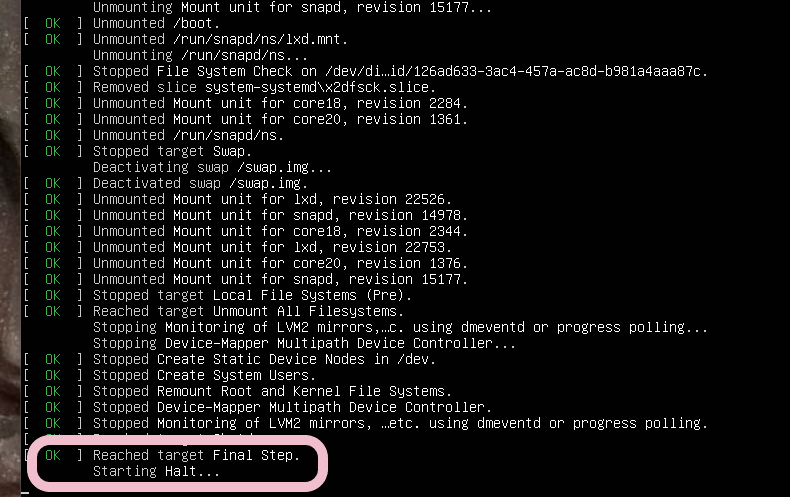 Unmounting Mount unit for snapd, revision 15177...
[ OK ] Unmounted /boot.
[ OK ] Unmounted /run/snapd/ns/lxd.mnt.
Unmounting /run/snapd/ns...
[ OK ] Stopped File System Check on /dev/di…id/126ad633-3ac4-457a-ac8d-b981a4aaa87c.
[ OK ] Removed slice system-systemd\x2dfsck.slice.
[ OK ] Unmounted Mount unit for core18, revision 2284.
[ OK ] Unmounted Mount unit for core20, revision 1361.
[ OK ] Unmounted /run/snapd/ns.
[ OK ] Stopped target Swap.
Deactivating swap /swap.img...
[ OK ] Deactivated swap /swap.img.
[ OK ] Unmounted Mount unit for lxd, revision 22526.
[ OK ] Unmounted Mount unit for snapd, revision 14978.
[ OK ] Unmounted Mount unit for core18, revision 2344.
[ OK ] Unmounted Mount unit for lxd, revision 22753.
[ OK ] Unmounted Mount unit for core20, revision 1376.
[ OK ] Unmounted Mount unit for snapd, revision 15177.
[ OK ] Stopped target Local File Systems (Pre).
[ OK ] Reached target Unmount All Filesystems.
Stopping Monitoring of LVM2 mirrors,…c. using dmeventd or progress polling...
Stopping Device-Mapper Multipath Device Controller...
[ OK ] Stopped Create Static Device Nodes in /dev.
[ OK ] Stopped Create System Users.
[ OK ] Stopped Remount Root and Kernel File Systems.
[ OK ] Stopped Device-Mapper Multipath Device Controller.
[ OK ] Stopped Monitoring of LVM2 mirrors, …etc. using dmeventd or progress polling.
[ OK ] Reached target Final Step.
Starting Halt...